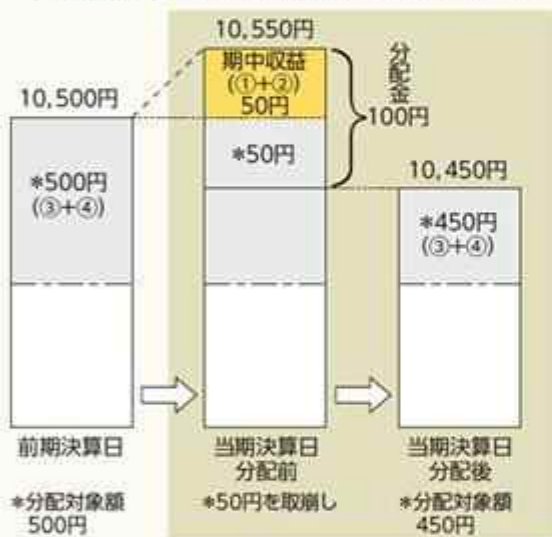 10,550円
期中収益
(①+②)
50円
分配金
100円
10,500円
*500円
(③+④)
*50円
10,450円
*450円
(③+④)
前期決算日
当期決算日
分配前
当期決算日
分配後
*分配対象額
500円
*50円を取崩し
*分配対象額
450円